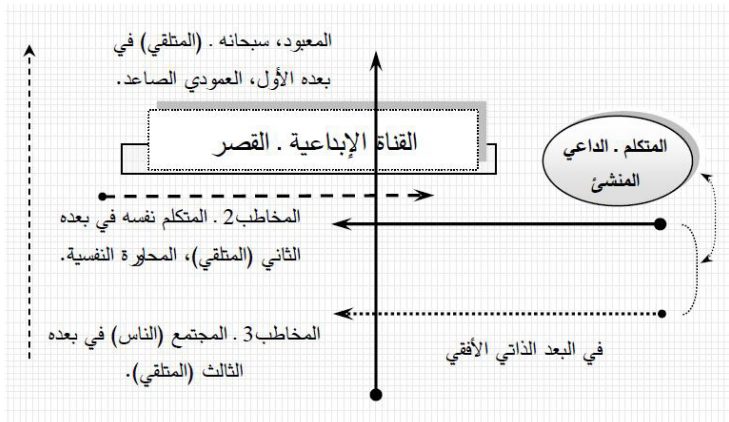 المعبود، سبحانه . (المتلقي) في
بعده الأول، العمودي الصاعد.
القناة الإبداعية . القصر
المتكلم . الداعي
المنشئ
المخاطب2 . المتكلم نفسه في بعده
الثاني (المتلقي)، المحاورة النفسية.
المخاطب3 . المجتمع (الناس) في بعده
الثالث (المتلقي).
في البعد الذاتي الأفقي